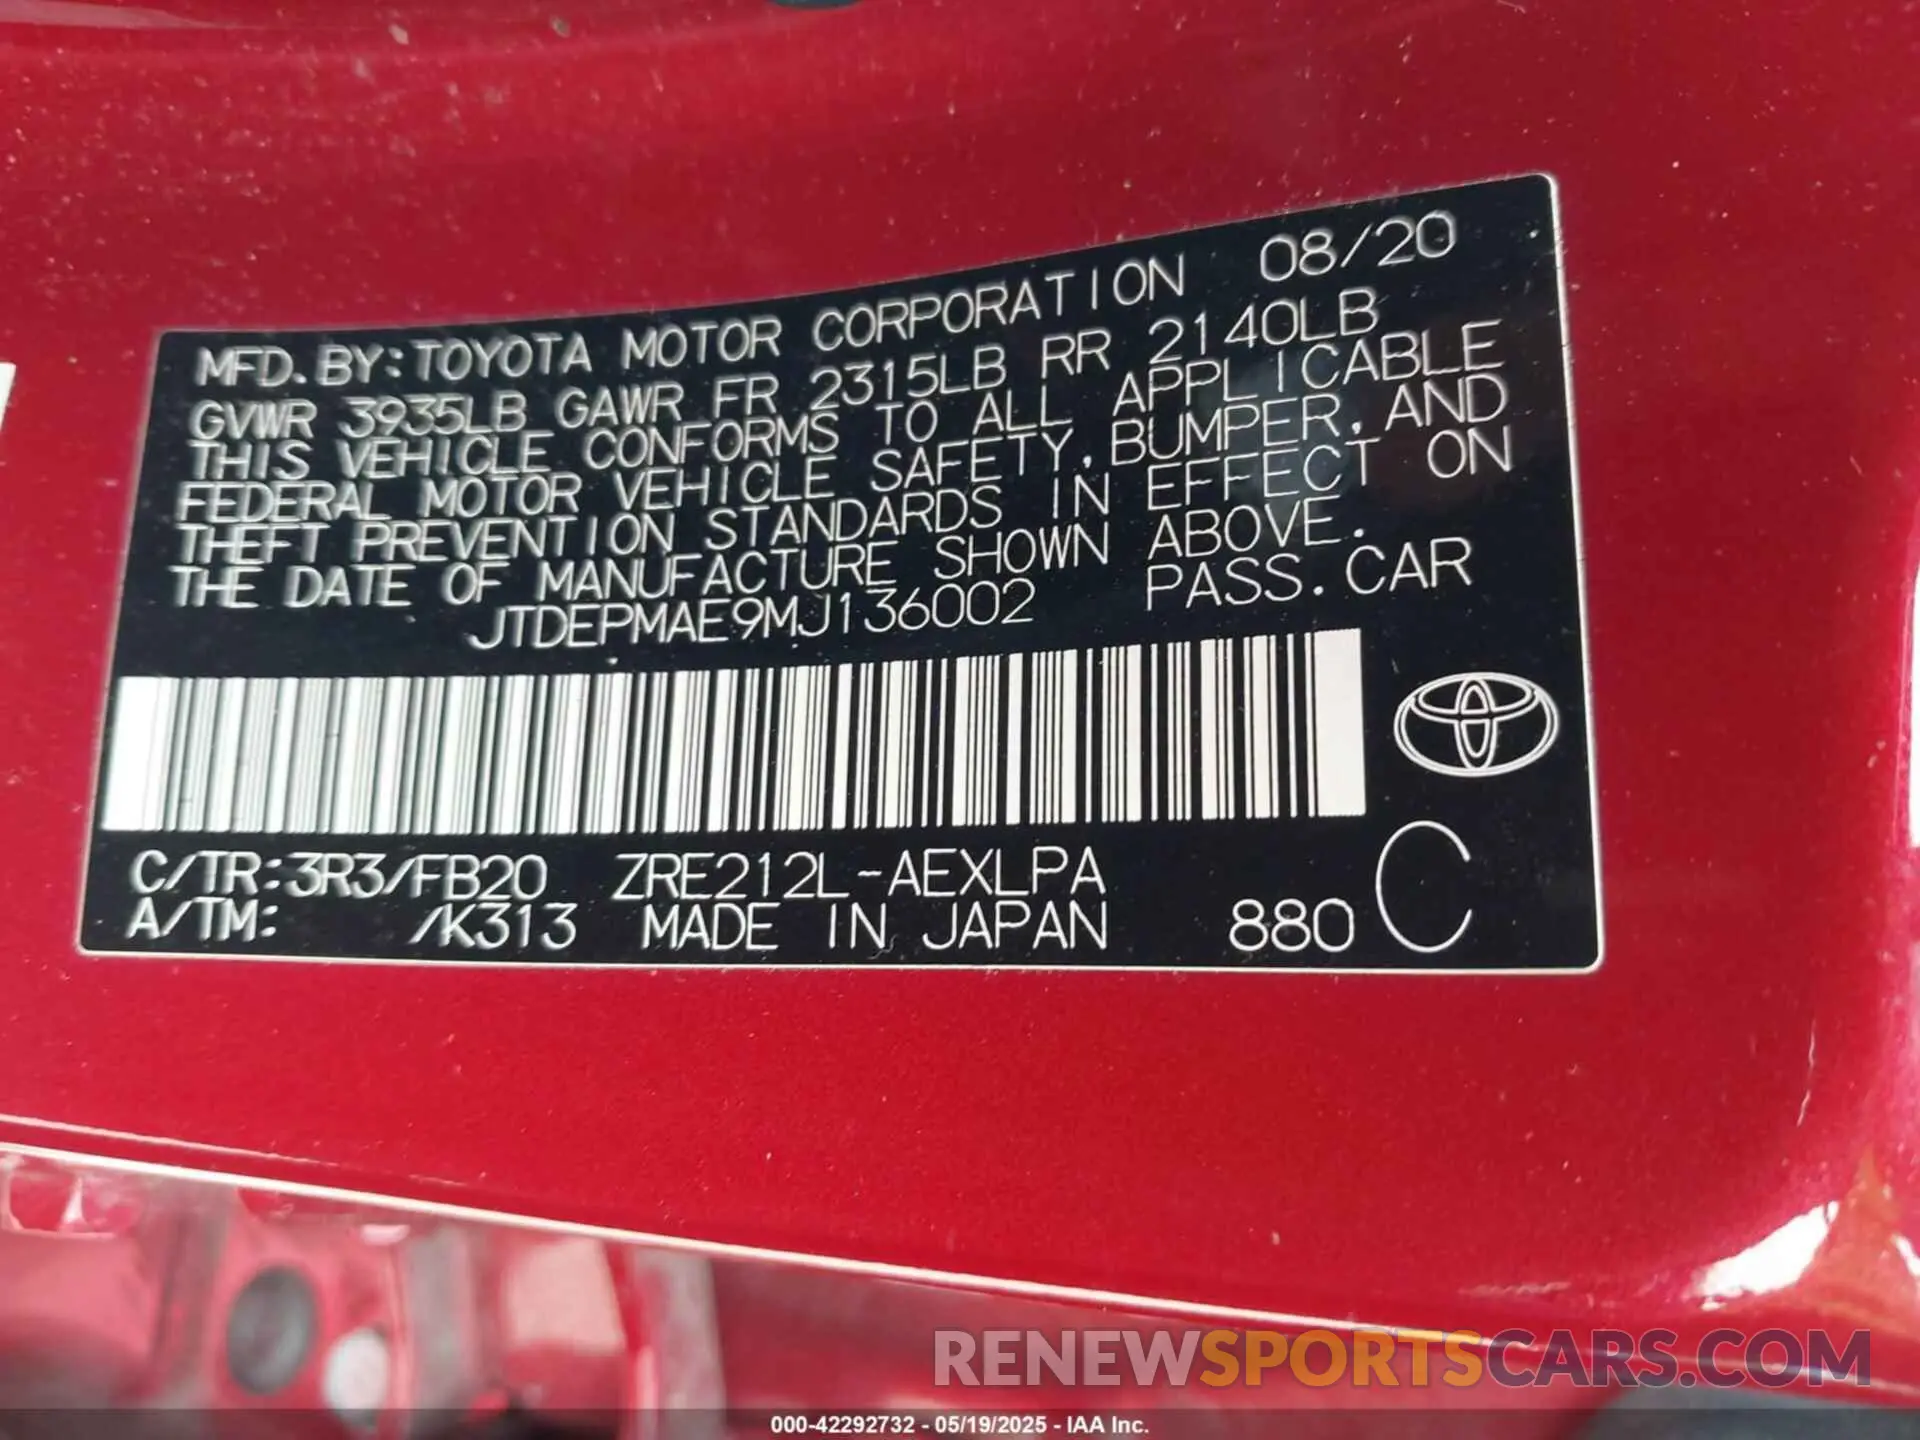 MFD. BY: TOYOTA MOTOR CORPORATION 08/20
GVWR 3935LB GAWR FR 2315LB RR 2140LB
THIS VEHICLE CONFORMS TO ALL APPLICABLE
FEDERAL MOTOR VEHICLE SAFETY, BUMPER, AND
THEFT PREVENTION STANDARDS IN EFFECT ON
THE DATE OF MANUFACTURE SHOWN ABOVE.
JTDEPMAE9MJ136002 PASS. CAR
C/TR: 3R3/FB20 ZRE212L-AEXLPA
A/TM: /K313 MADE IN JAPAN 880 C
RENEWSPORTSCARS.COM
000-42292732 - 05/19/2025 - IAA Inc.